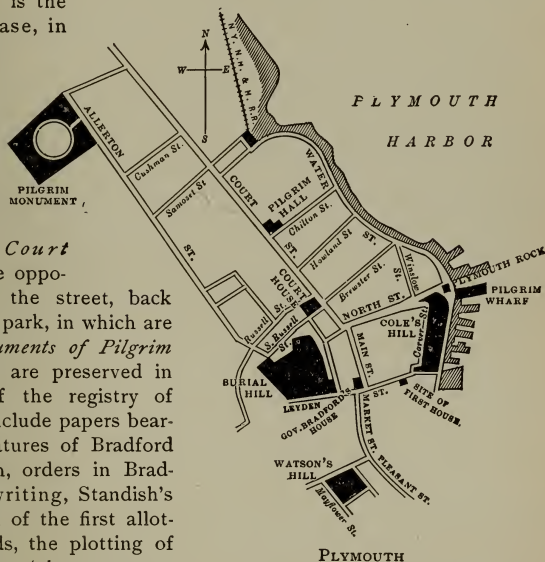 is the
ase, in
Court
e oppo-
the street, back
park, in which are
uments of Pilgrim
are preserved in
f the registry of
nclude papers bear-
atures of Bradford
n, orders in Brad-
writing, Standish's
of the first allot-
ds, the plotting of
N
W E
S
N.Y., N.H. & H.R.R.
PLYMOUTH
HARBOR
ALLERTON
ST.
Cushman St.
Samoset St
PILGRIM
MONUMENT
COURT
ST.
WATER
ST.
PILGRIM
HALL
Chilton St.
Howland St
Brewster St.
Winslow
St.
COURT
HOUSE
NORTH ST.
PLYMOUTH ROCK
PILGRIM
WHARF
COLE'S
HILL
Carver St.
Russell St.
S. Russell
St.
MAIN ST.
BURIAL
HILL
LEYDEN
ST.
GOV. BRADFORD'S
HOUSE
SITE OF
FIRST HOUSE.
MARKET ST.
PLEASANT ST.
WATSON'S
HILL
Mayflower St.
PLYMOUTH